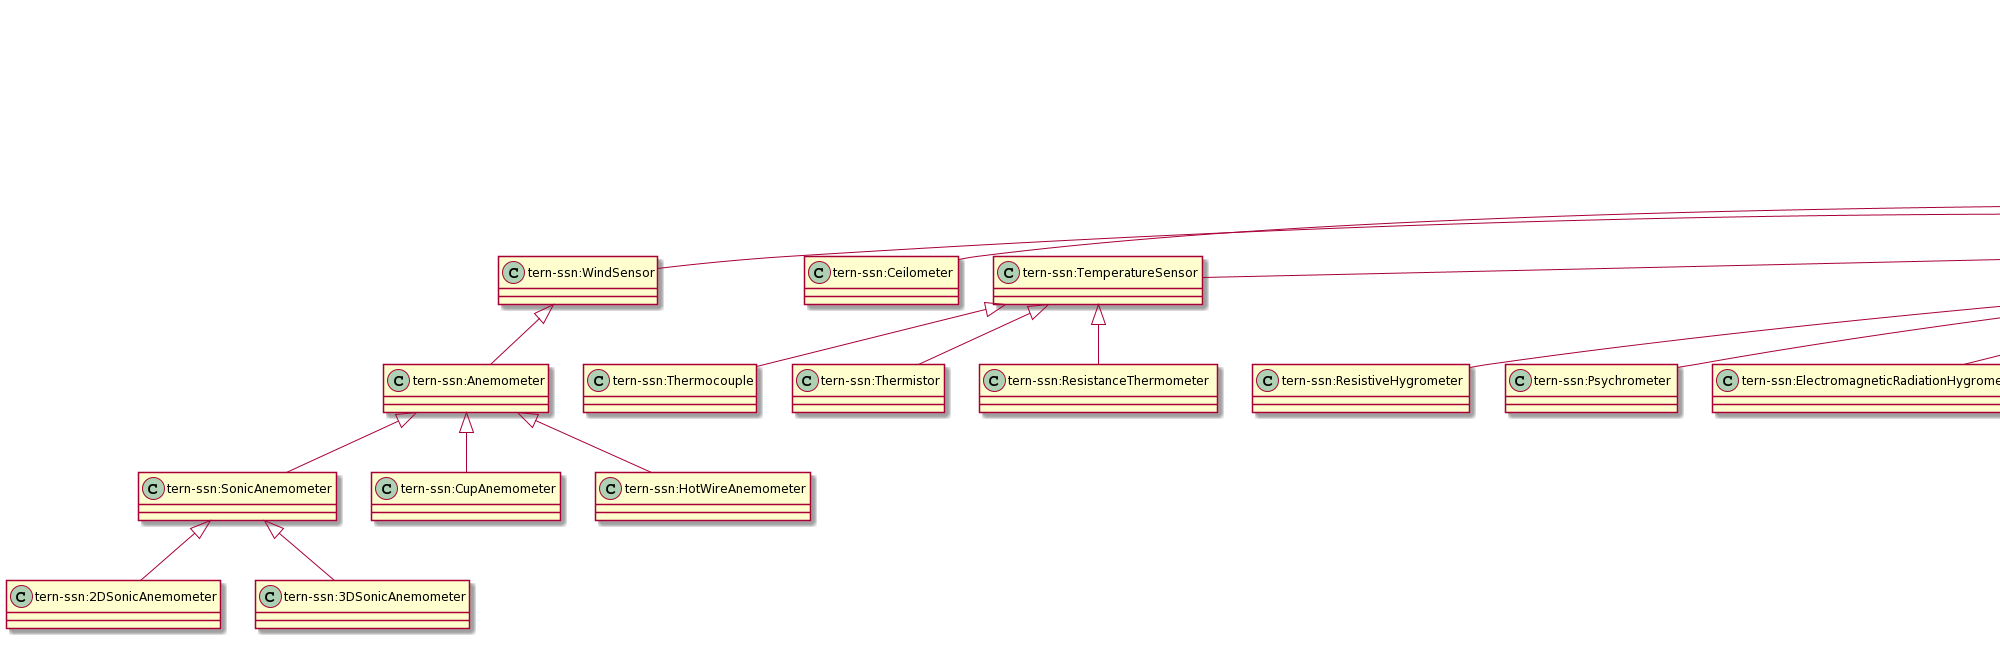 C tern-ssn:WindSensor
C tern-ssn:Ceilometer
C tern-ssn:TemperatureSensor
C tern-ssn:Anemometer
C tern-ssn:Thermocouple
C tern-ssn:Thermistor
C tern-ssn:ResistanceThermometer
C tern-ssn:ResistiveHygrometer
C tern-ssn:Psychrometer
C tern-ssn:ElectromagneticRadiationHygrome
C tern-ssn:SonicAnemometer
C tern-ssn:CupAnemometer
C tern-ssn:HotWireAnemometer
C tern-ssn:2DSonicAnemometer
C tern-ssn:3DSonicAnemometer